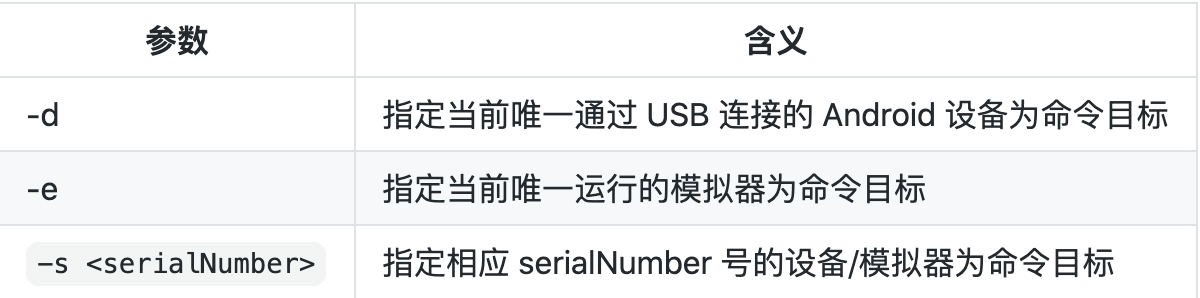 参数 含义
-d 指定当前唯一通过 USB 连接的 Android 设备为命令目标
-e 指定当前唯一运行的模拟器为命令目标
-s <serialNumber> 指定相应 serialNumber 号的设备/模拟器为命令目标